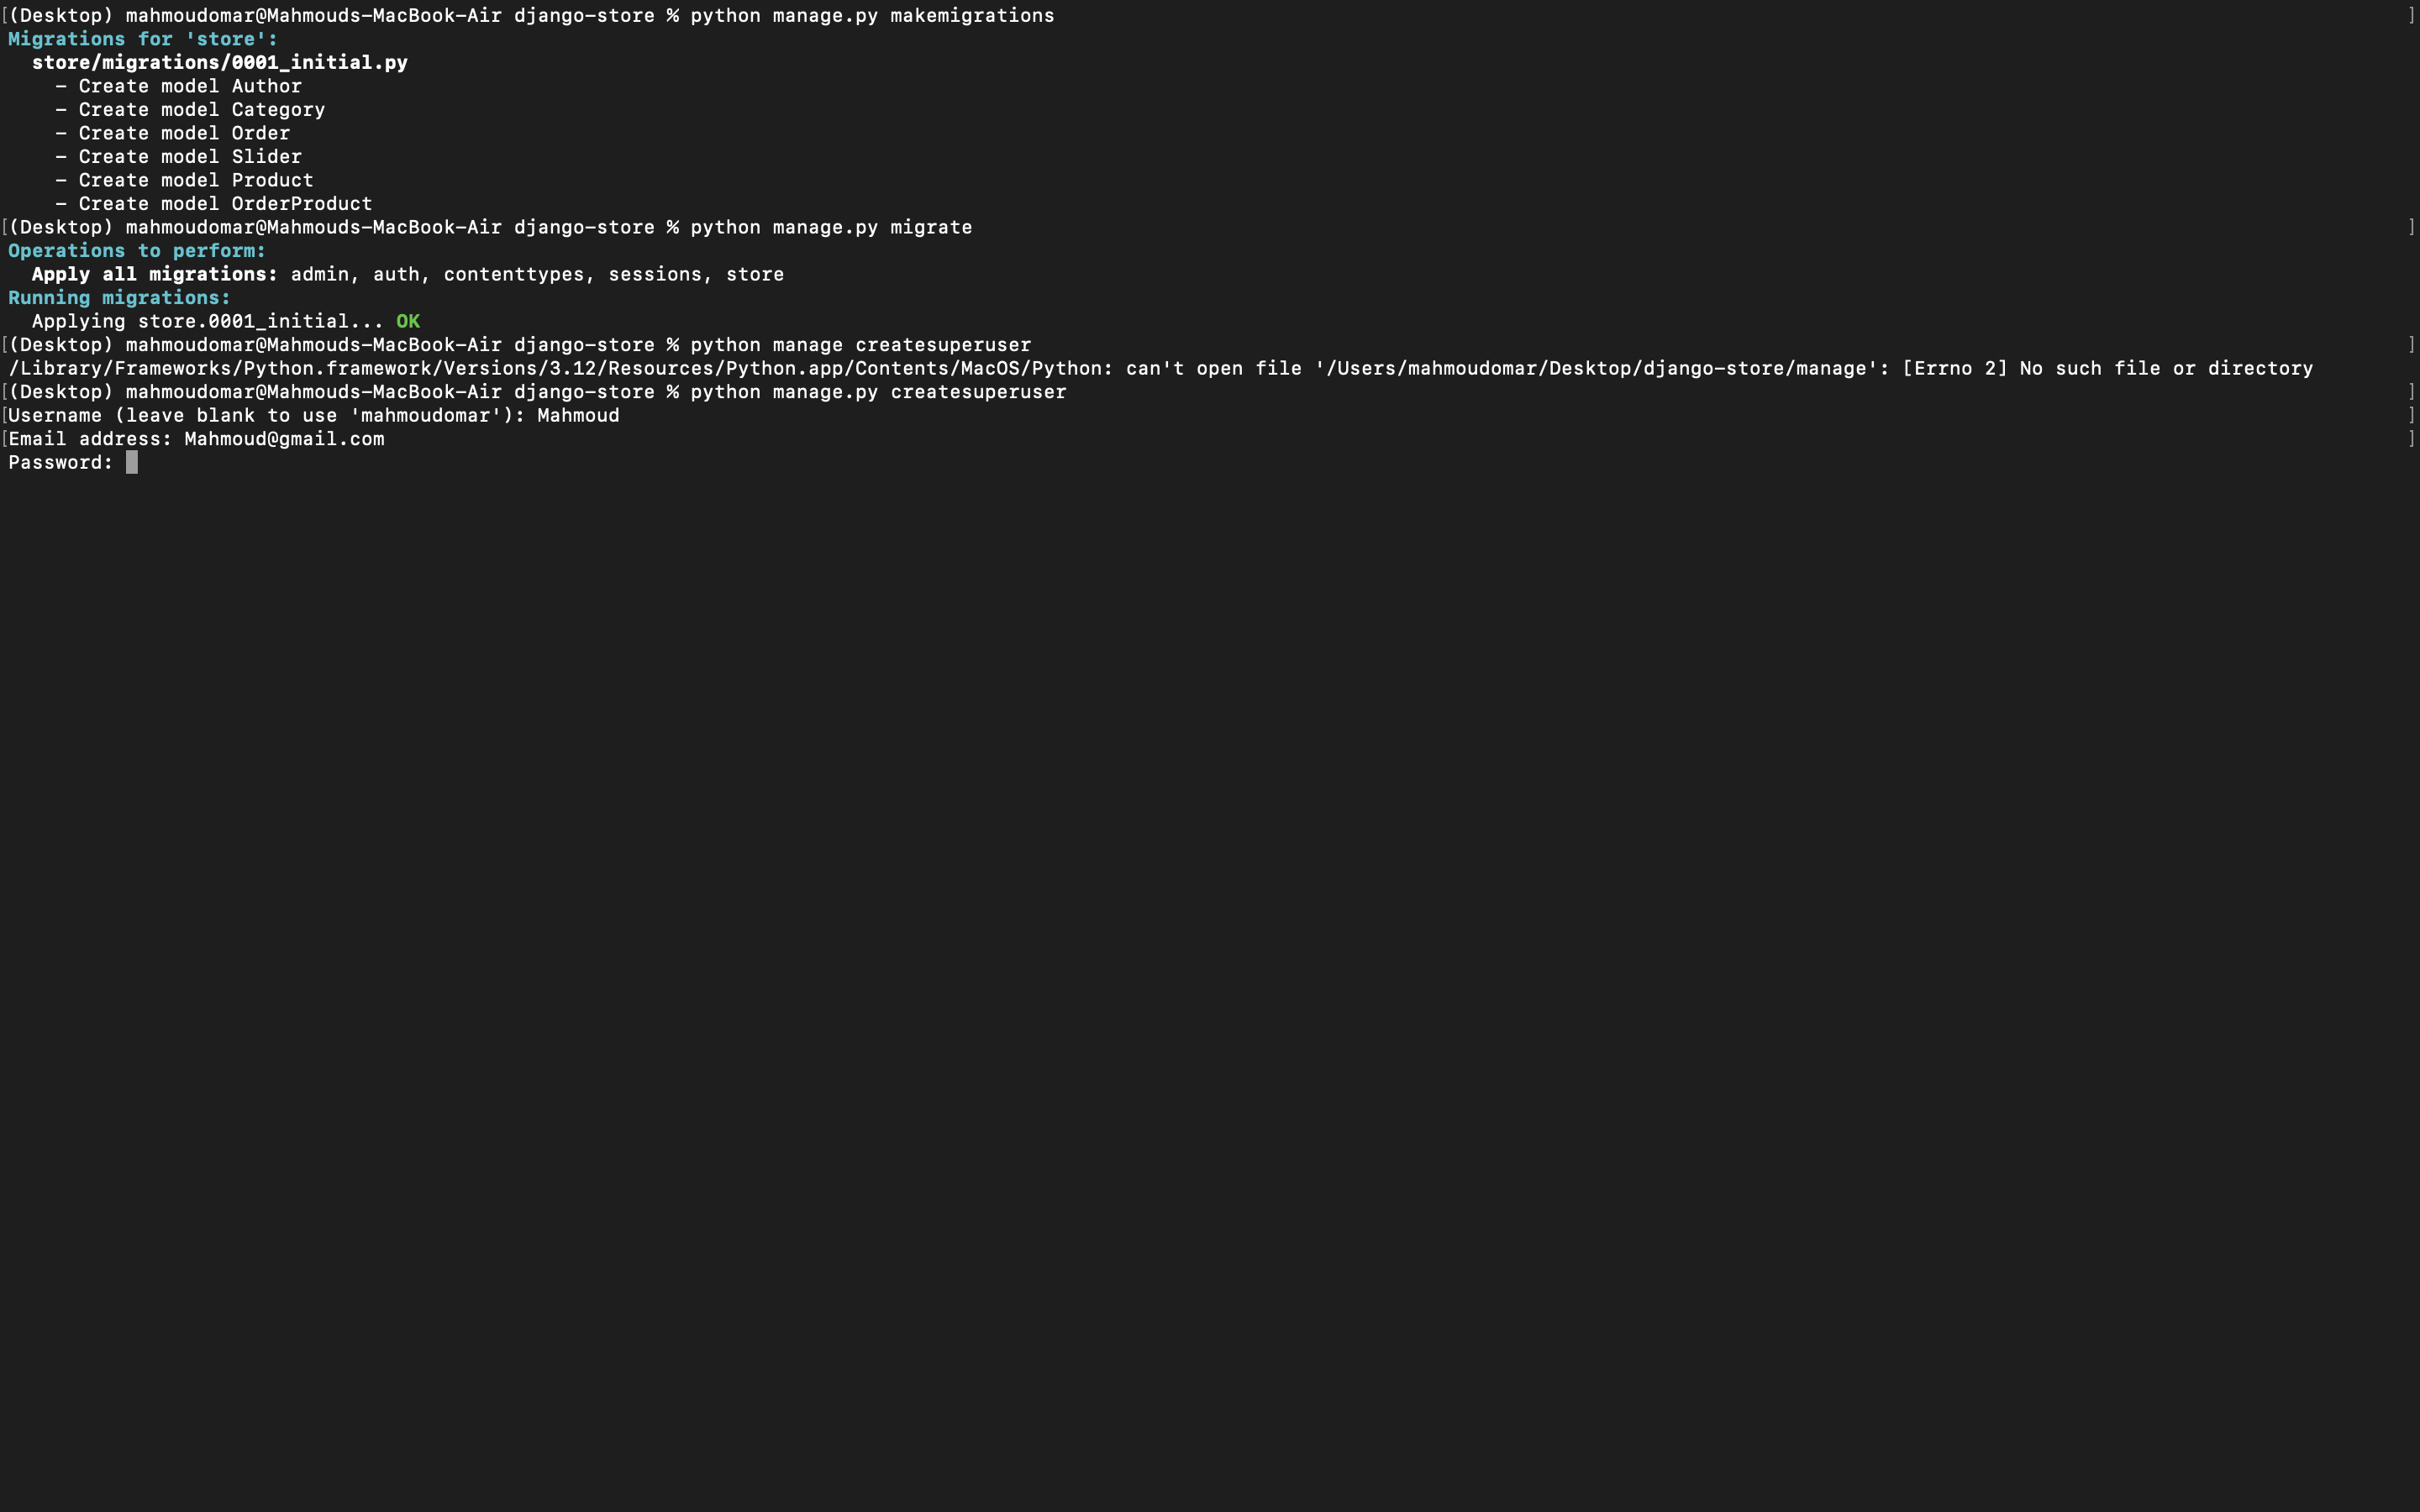 [(Desktop) mahmoudomar@Mahmouds-MacBook-Air django-store % python manage.py makemigrations ]
Migrations for 'store':
  store/migrations/0001_initial.py
    - Create model Author
    - Create model Category
    - Create model Order
    - Create model Slider
    - Create model Product
    - Create model OrderProduct
[(Desktop) mahmoudomar@Mahmouds-MacBook-Air django-store % python manage.py migrate ]
Operations to perform:
  Apply all migrations: admin, auth, contenttypes, sessions, store
Running migrations:
  Applying store.0001_initial... OK
[(Desktop) mahmoudomar@Mahmouds-MacBook-Air django-store % python manage createsuperuser ]
/Library/Frameworks/Python.framework/Versions/3.12/Resources/Python.app/Contents/MacOS/Python: can't open file '/Users/mahmoudomar/Desktop/django-store/manage': [Errno 2] No such file or directory
[(Desktop) mahmoudomar@Mahmouds-MacBook-Air django-store % python manage.py createsuperuser ]
[Username (leave blank to use 'mahmoudomar'): Mahmoud ]
[Email address: Mahmoud@gmail.com ]
Password: